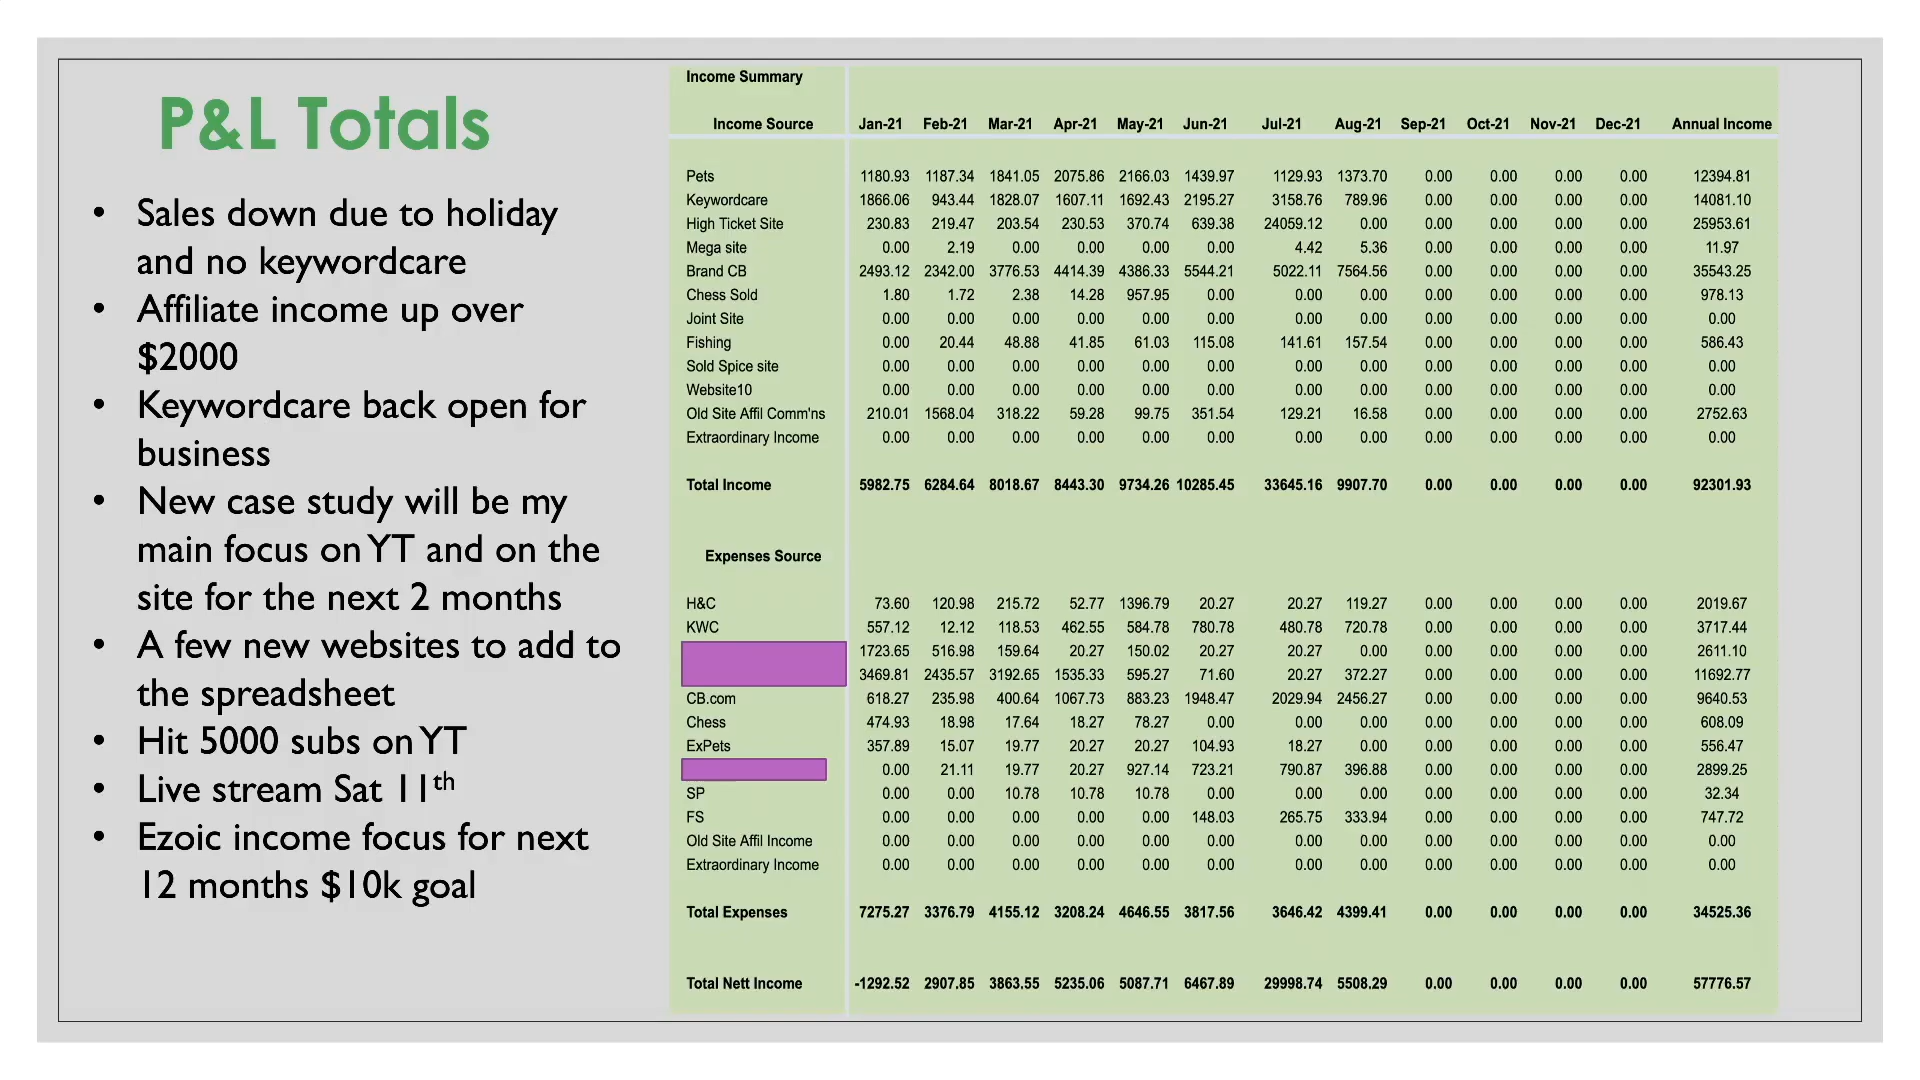 P&L Totals
• Sales down due to holiday
and no keywordcare
• Affiliate income up over
$2000
• Keywordcare back open for
business
• New case study will be my
main focus on YT and on the
site for the next 2 months
• A few new websites to add to
the spreadsheet
• Hit 5000 subs on YT
• Live stream Sat 11th
• Ezoic income focus for next
12 months $10k goal
Income Summary
Income Source Jan-21 Feb-21 Mar-21 Apr-21 May-21 Jun-21 Jul-21 Aug-21 Sep-21 Oct-21 Nov-21 Dec-21 Annual Income
Pets 1180.93 1187.34 1841.05 2075.86 2166.03 1439.97 1129.93 1373.70 0.00 0.00 0.00 0.00 12394.81
Keywordcare 1866.06 943.44 1828.07 1607.11 1692.43 2195.27 3158.76 789.96 0.00 0.00 0.00 0.00 14081.10
High Ticket Site 230.83 219.47 203.54 230.53 370.74 639.38 24059.12 0.00 0.00 0.00 0.00 0.00 25953.61
Mega site 0.00 2.19 0.00 0.00 0.00 0.00 4.42 5.36 0.00 0.00 0.00 0.00 11.97
Brand CB 2493.12 2342.00 3776.53 4414.39 4386.33 5544.21 5022.11 7564.56 0.00 0.00 0.00 0.00 35543.25
Chess Sold 1.80 1.72 2.38 14.28 957.95 0.00 0.00 0.00 0.00 0.00 0.00 0.00 978.13
Joint Site 0.00 0.00 0.00 0.00 0.00 0.00 0.00 0.00 0.00 0.00 0.00 0.00 0.00
Fishing 0.00 20.44 48.88 41.85 61.03 115.08 141.61 157.54 0.00 0.00 0.00 0.00 586.43
Sold Spice site 0.00 0.00 0.00 0.00 0.00 0.00 0.00 0.00 0.00 0.00 0.00 0.00 0.00
Website10 0.00 0.00 0.00 0.00 0.00 0.00 0.00 0.00 0.00 0.00 0.00 0.00 0.00
Old Site Affil Comm'ns 210.01 1568.04 318.22 59.28 99.75 351.54 129.21 16.58 0.00 0.00 0.00 0.00 2752.63
Extraordinary Income 0.00 0.00 0.00 0.00 0.00 0.00 0.00 0.00 0.00 0.00 0.00 0.00 0.00
Total Income 5982.75 6284.64 8018.67 8443.30 9734.26 10285.45 33645.16 9907.70 0.00 0.00 0.00 0.00 92301.93
Expenses Source
H&C 73.60 120.98 215.72 52.77 1396.79 20.27 20.27 119.27 0.00 0.00 0.00 0.00 2019.67
KWC 557.12 12.12 118.53 462.55 584.78 780.78 480.78 720.78 0.00 0.00 0.00 0.00 3717.44
1723.65 516.98 159.64 20.27 150.02 20.27 20.27 0.00 0.00 0.00 0.00 0.00 2611.10
3469.81 2435.57 3192.65 1535.33 595.27 71.60 20.27 372.27 0.00 0.00 0.00 0.00 11692.77
CB.com 618.27 235.98 400.64 1067.73 883.23 1948.47 2029.94 2456.27 0.00 0.00 0.00 0.00 9640.53
Chess 474.93 18.98 17.64 18.27 78.27 0.00 0.00 0.00 0.00 0.00 0.00 0.00 608.09
ExPets 357.89 15.07 19.77 20.27 20.27 104.93 18.27 0.00 0.00 0.00 0.00 0.00 556.47
0.00 21.11 19.77 20.27 927.14 723.21 790.87 396.88 0.00 0.00 0.00 0.00 2899.25
SP 0.00 0.00 10.78 10.78 10.78 0.00 0.00 0.00 0.00 0.00 0.00 0.00 32.34
FS 0.00 0.00 0.00 0.00 0.00 148.03 265.75 333.94 0.00 0.00 0.00 0.00 747.72
Old Site Affil Income 0.00 0.00 0.00 0.00 0.00 0.00 0.00 0.00 0.00 0.00 0.00 0.00 0.00
Extraordinary Income 0.00 0.00 0.00 0.00 0.00 0.00 0.00 0.00 0.00 0.00 0.00 0.00 0.00
Total Expenses 7275.27 3376.79 4155.12 3208.24 4646.55 3817.56 3646.42 4399.41 0.00 0.00 0.00 0.00 34525.36
Total Nett Income -1292.52 2907.85 3863.55 5235.06 5087.71 6467.89 29998.74 5508.29 0.00 0.00 0.00 0.00 57776.57